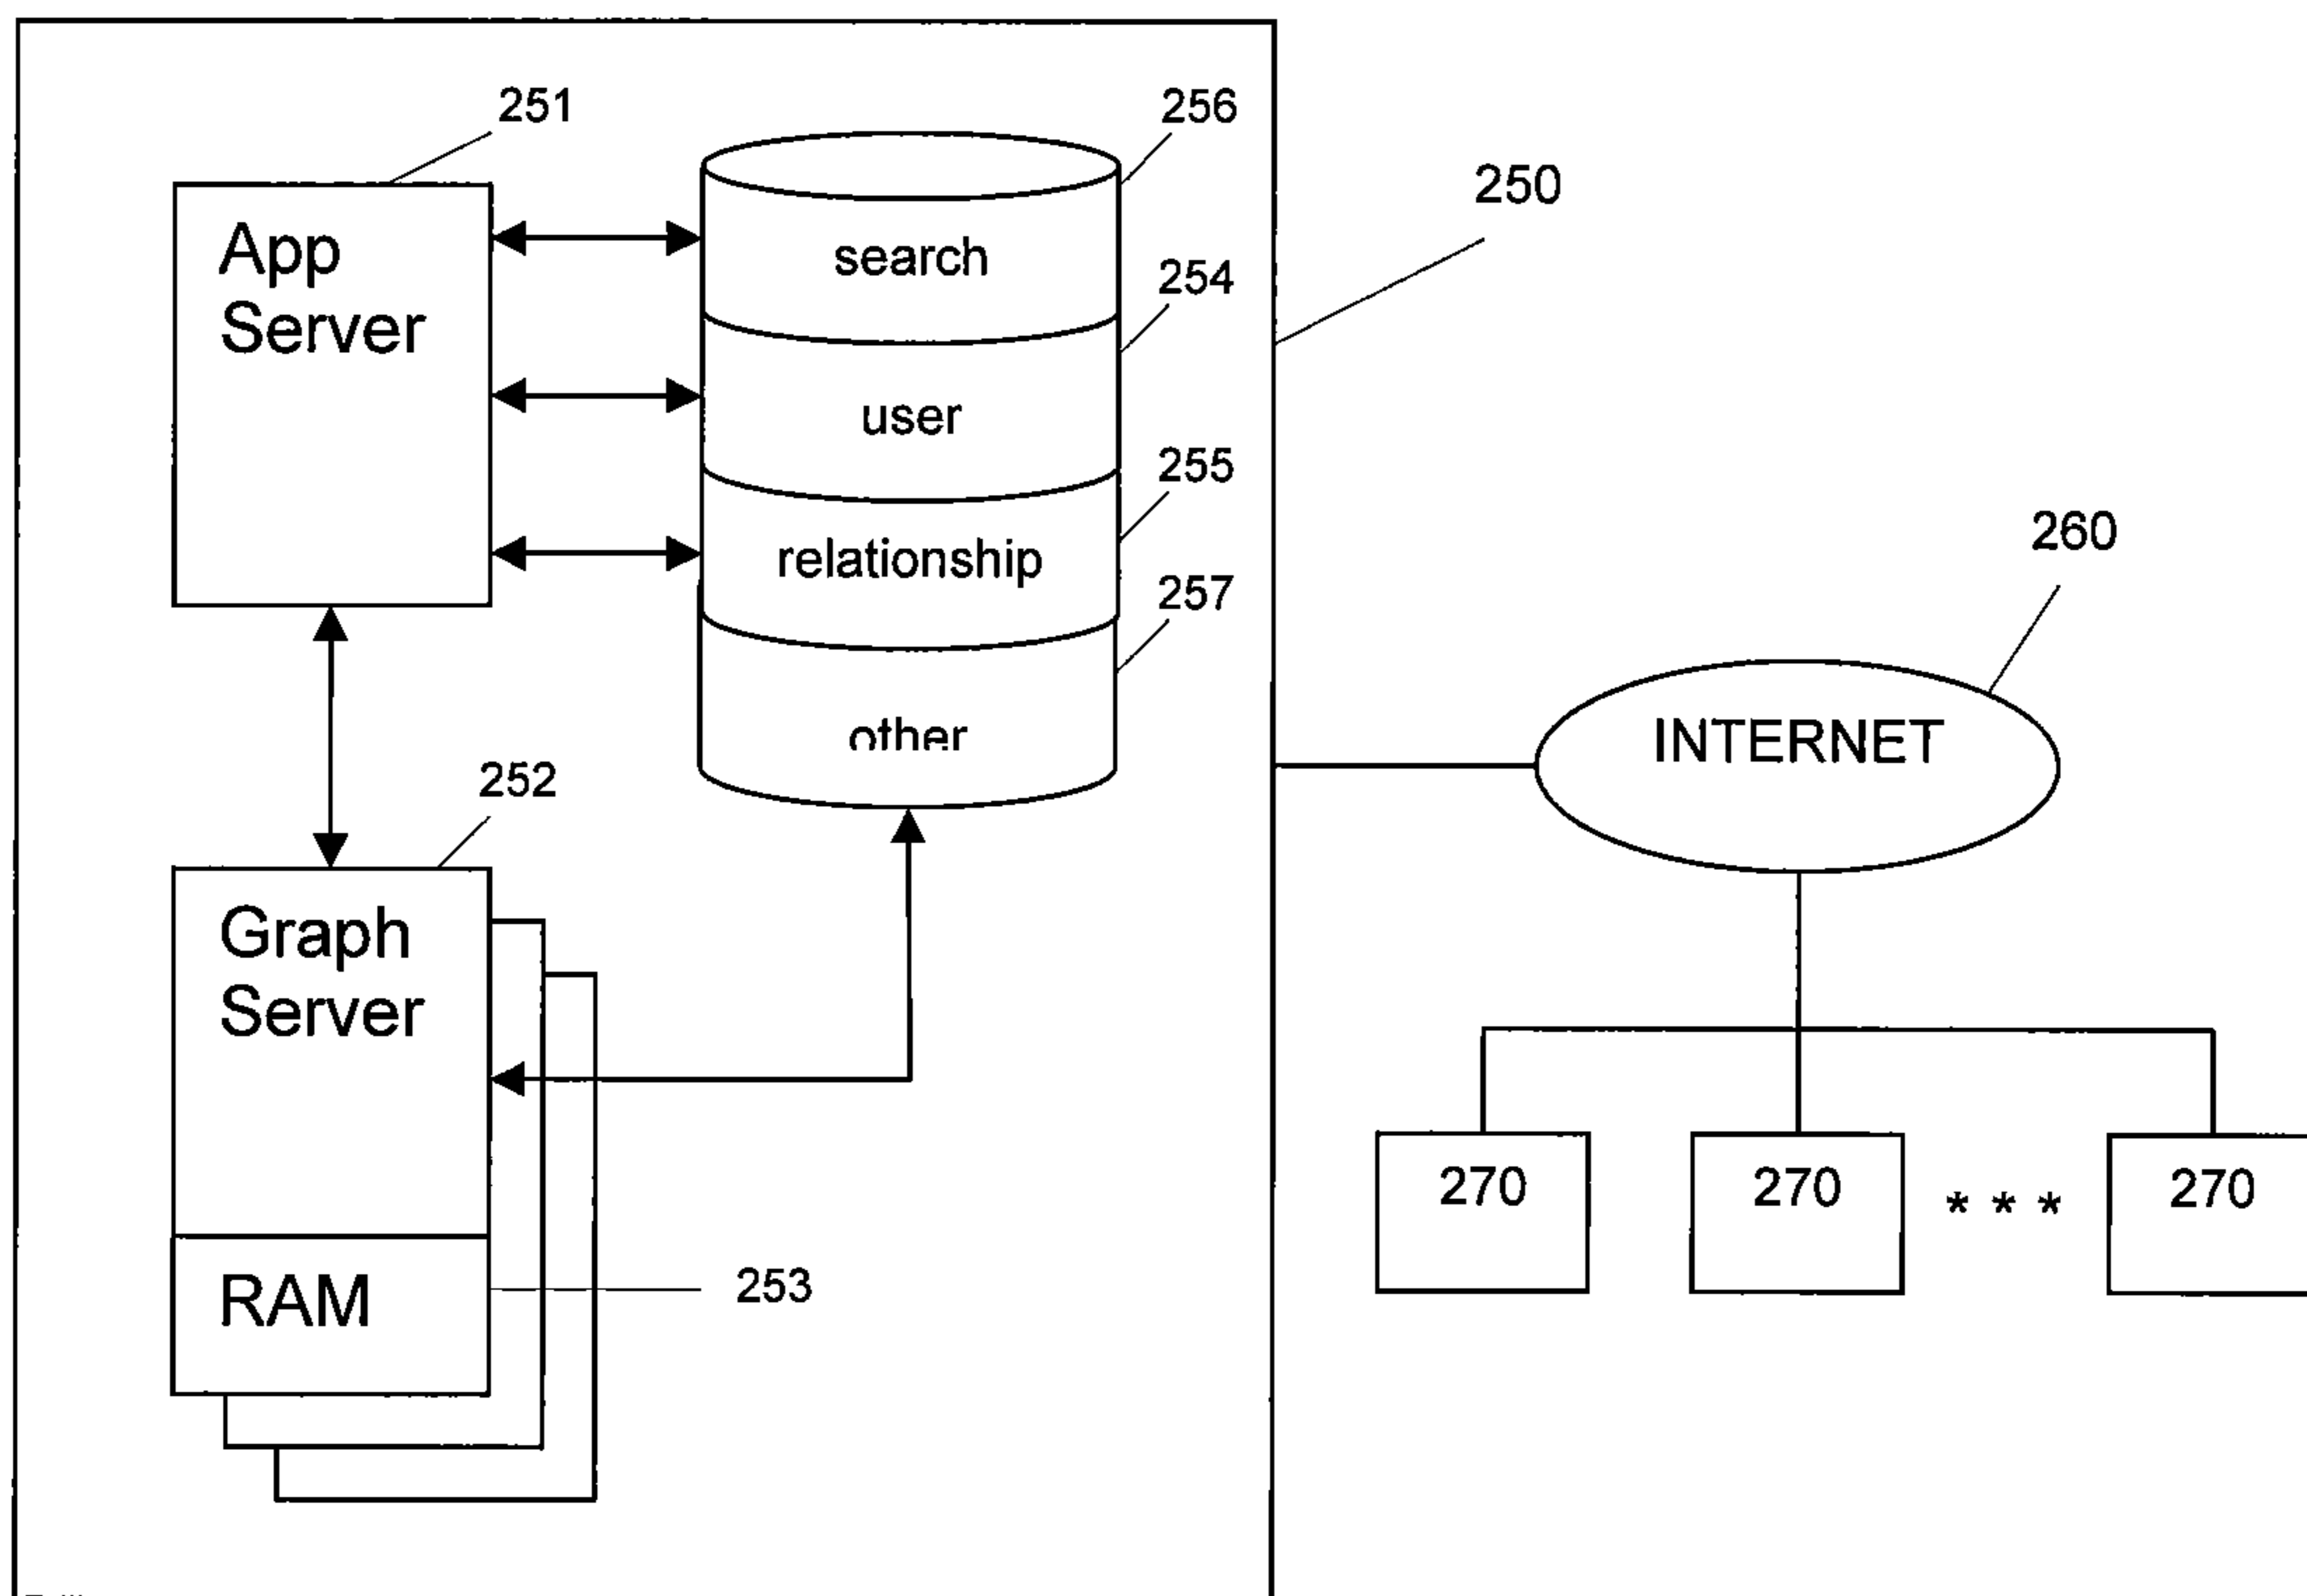 251
256
App
Server
250
search
254
user
255
relationship
260
257
other
INTERNET
252
Graph
Server
270
270
* * *
270
RAM
253